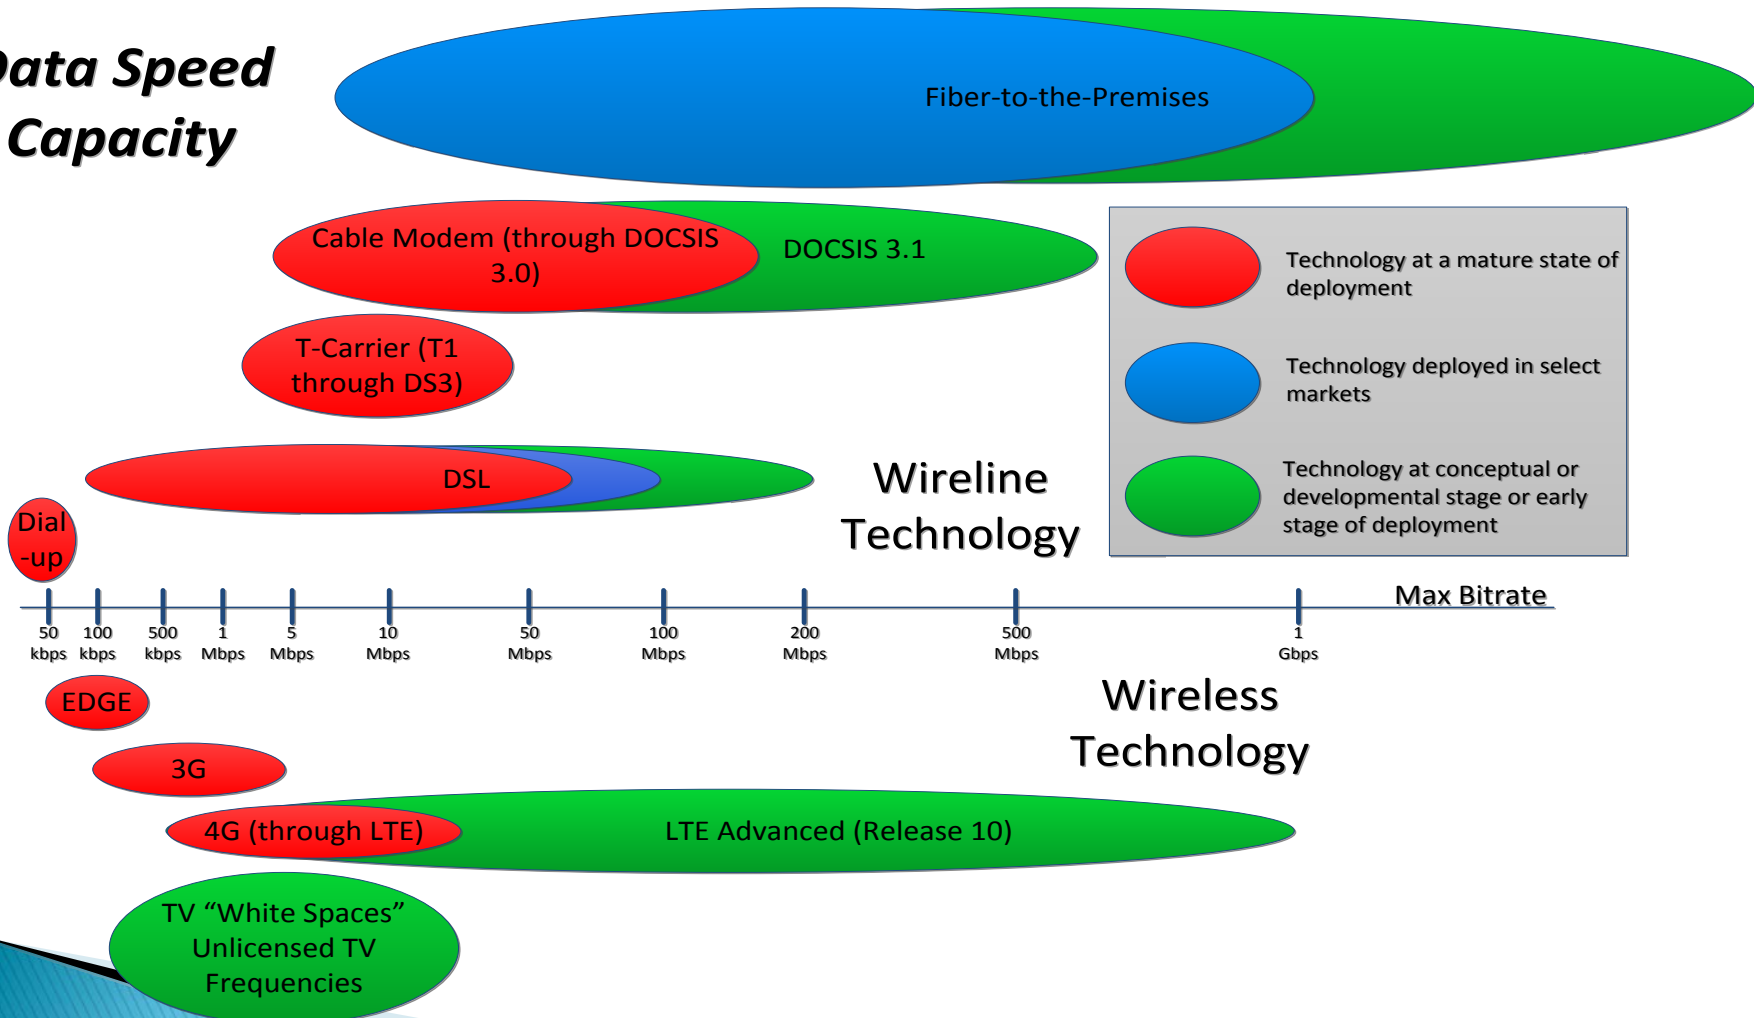 Data Speed
Capacity
Fiber-to-the-Premises
Cable Modem (through DOCSIS
3.0)
DOCSIS 3.1
T-Carrier (T1
through DS3)
DSL
Dial
-up
Wireline
Technology
Technology at a mature state of
deployment
Technology deployed in select
markets
Technology at conceptual or
developmental stage or early
stage of deployment
Max Bitrate
50
kbps
100
kbps
500
kbps
1
Mbps
5
Mbps
10
Mbps
50
Mbps
100
Mbps
200
Mbps
500
Mbps
1
Gbps
EDGE
3G
4G (through LTE)
LTE Advanced (Release 10)
Wireless
Technology
TV “White Spaces”
Unlicensed TV
Frequencies